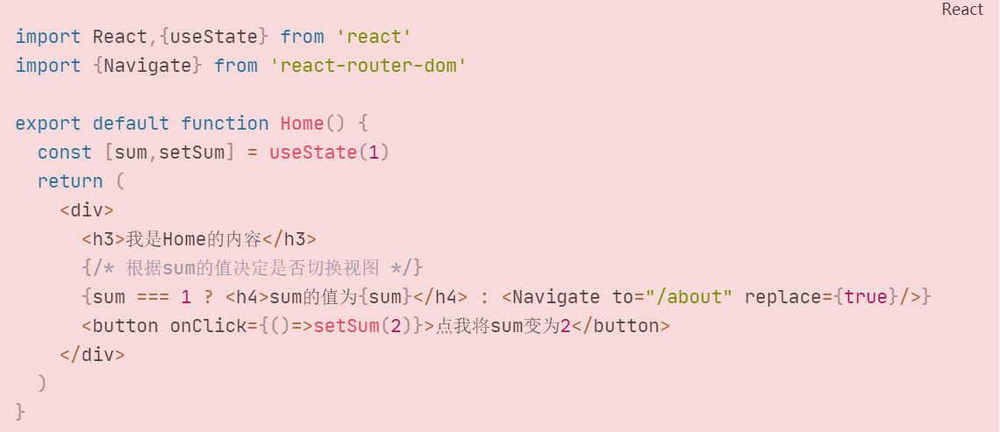 React
import React,{useState} from 'react'
import {Navigate} from 'react-router-dom'

export default function Home() {
  const [sum,setSum] = useState(1)
  return (
    <div>
      <h3>我是Home的内容</h3>
      {/* 根据sum的值决定是否切换视图 */}
      {sum === 1 ? <h4>sum的值为{sum}</h4> : <Navigate to="/about" replace={true}/>}
      <button onClick={()=>setSum(2)}>点我将sum变为2</button>
    </div>
  )
}